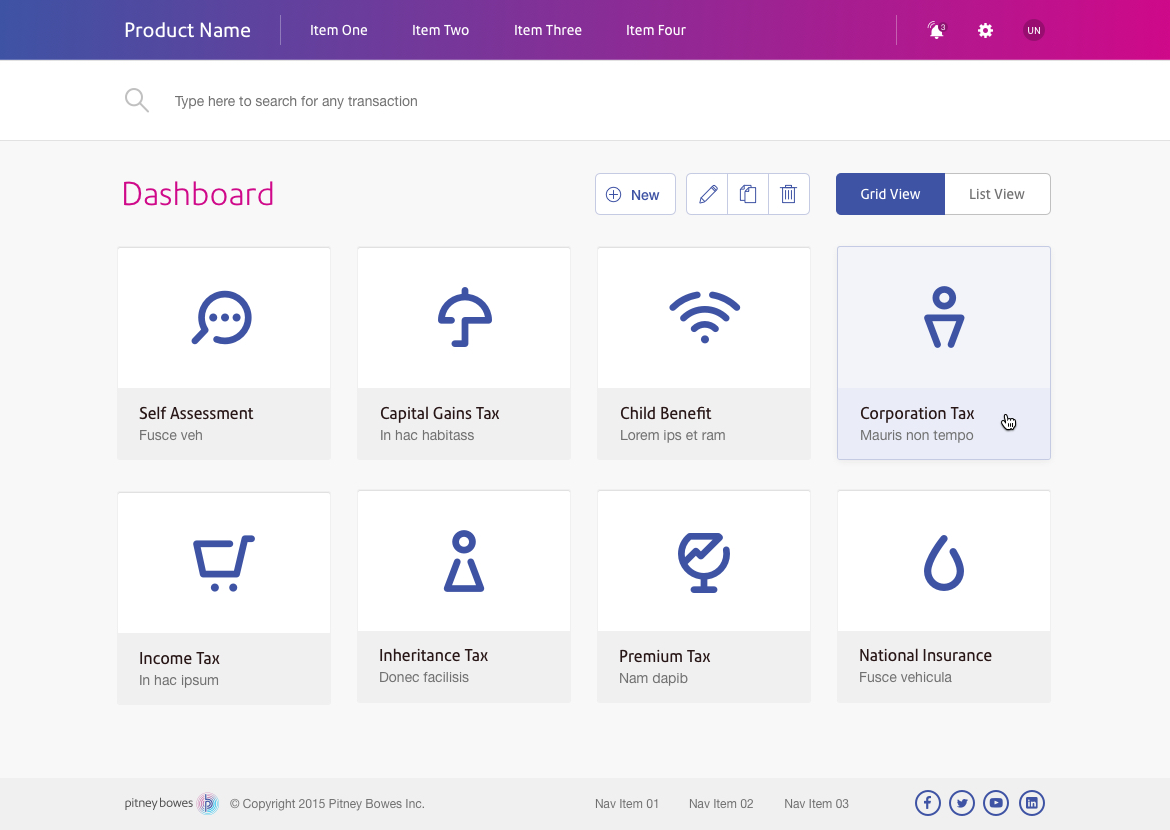 Product Name
Item One
Item Two
Item Three
Item Four
3
UN
Type here to search for any transaction
Dashboard
New
Grid View
List View
Self Assessment
Fusce veh
Capital Gains Tax
In hac habitass
Child Benefit
Lorem ips et ram
Corporation Tax
Mauris non tempo
Income Tax
In hac ipsum
Inheritance Tax
Donec facilisis
Premium Tax
Nam dapib
National Insurance
Fusce vehicula
pitney bowes
© Copyright 2015 Pitney Bowes Inc.
Nav Item 01
Nav Item 02
Nav Item 03